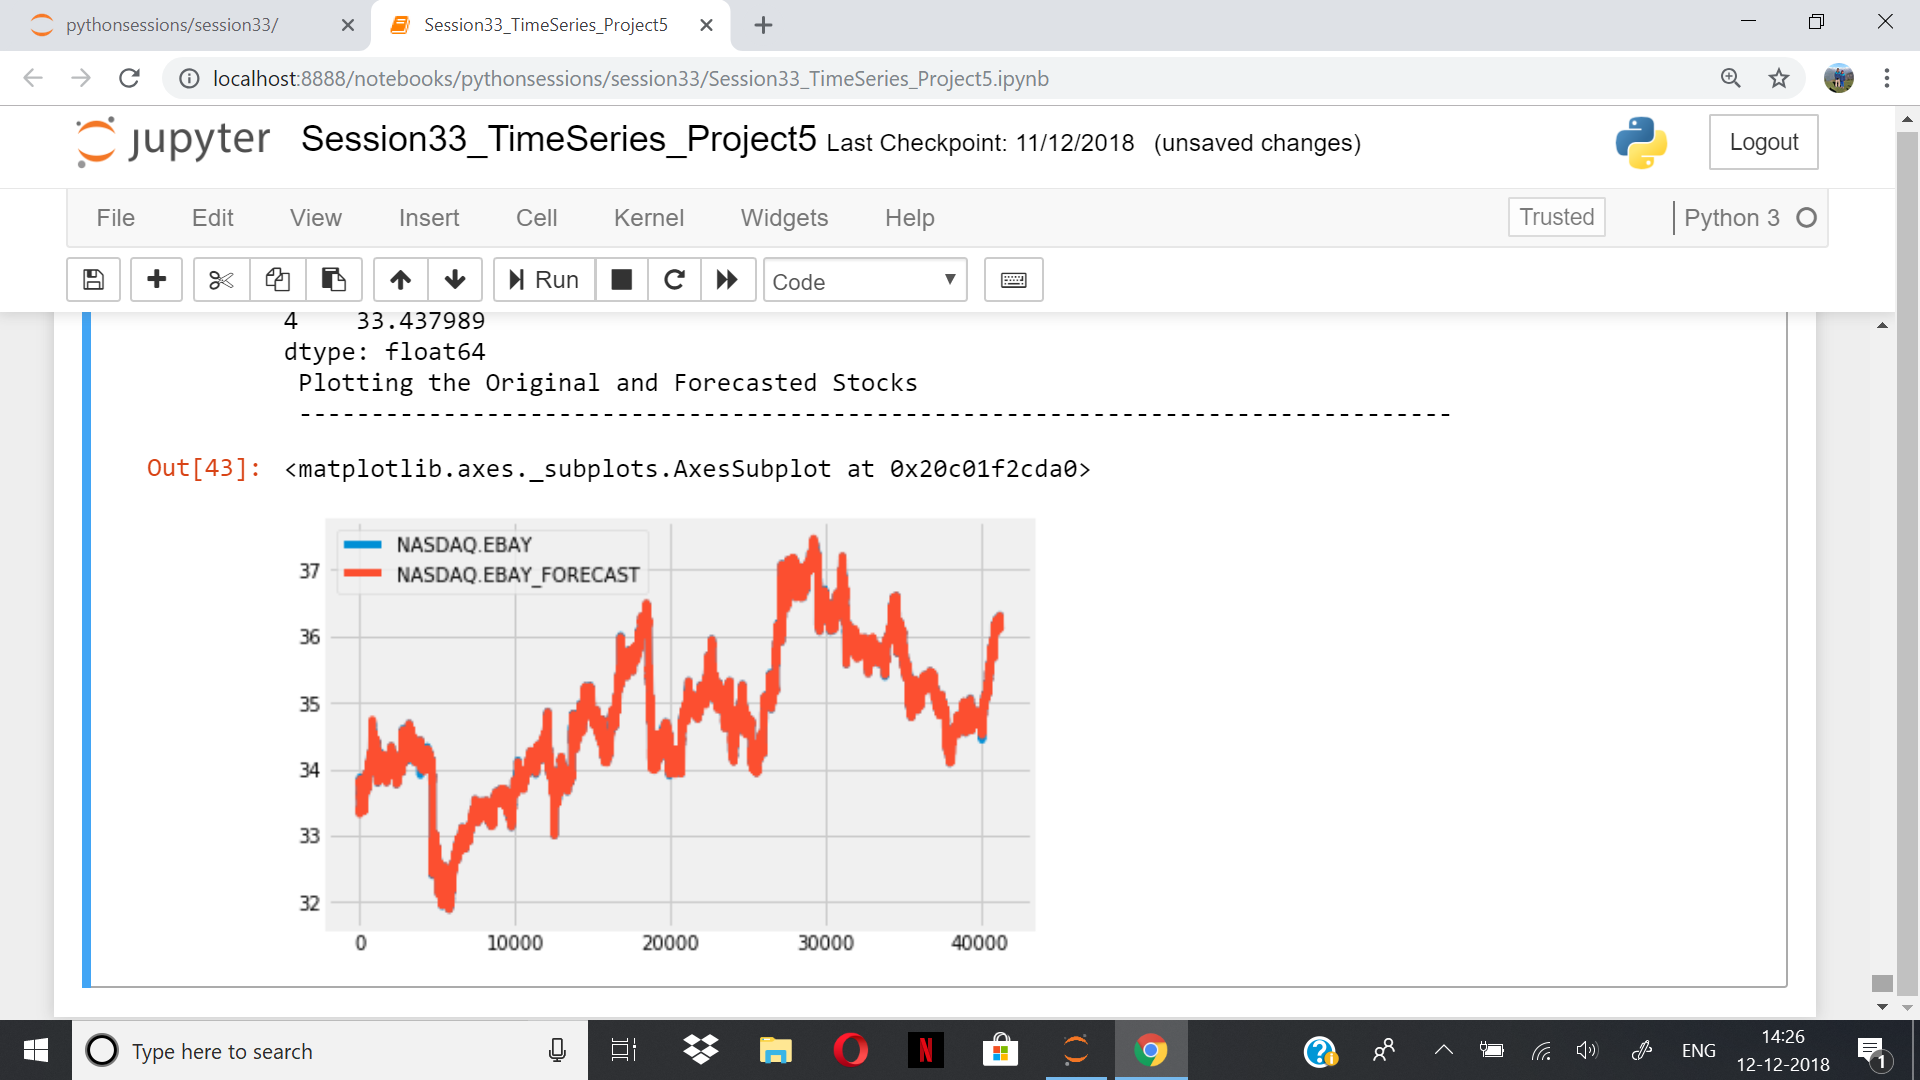 pythonsessions/session33/
Session33_TimeSeries_Project5
localhost:8888/notebooks/pythonsessions/session33/Session33_TimeSeries_Project5.ipynb
jupyter Session33_TimeSeries_Project5 Last Checkpoint: 11/12/2018 (unsaved changes)
Logout
File Edit View Insert Cell Kernel Widgets Help
Trusted
Python 3
Run
Code
4 33.437989
dtype: float64
Plotting the Original and Forecasted Stocks
--------------------------------------------------------------------------------
Out[43]: <matplotlib.axes._subplots.AxesSubplot at 0x20c01f2cda0>
NASDAQ.EBAY
NASDAQ.EBAY_FORECAST
37
36
35
34
33
32
0 10000 20000 30000 40000
Type here to search
N
ENG
14:26
12-12-2018
1